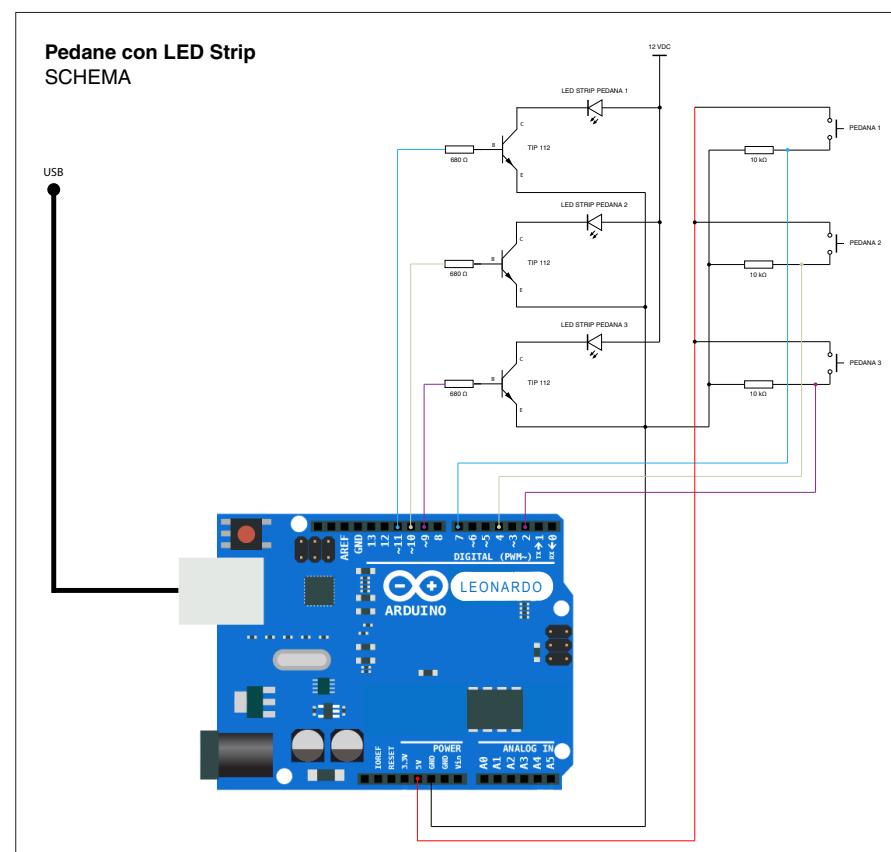 Pedane con LED Strip
SCHEMA
12 VDC
LED STRIP PEDANA 1
C
B
TIP 112
E
680 Ω
PEDANA 1
10 kΩ
USB
LED STRIP PEDANA 2
C
B
TIP 112
E
680 Ω
PEDANA 2
10 kΩ
LED STRIP PEDANA 3
C
B
TIP 112
E
680 Ω
PEDANA 3
10 kΩ
AREF
GND
13
12
~11
~10
~9
8
7
~6
~5
4
~3
2
TX→1
RX←0
DIGITAL (PWM~)
LEONARDO
ARDUINO
POWER
ANALOG IN
IOREF
RESET
3.3V
5V
GND
GND
Vin
A0
A1
A2
A3
A4
A5